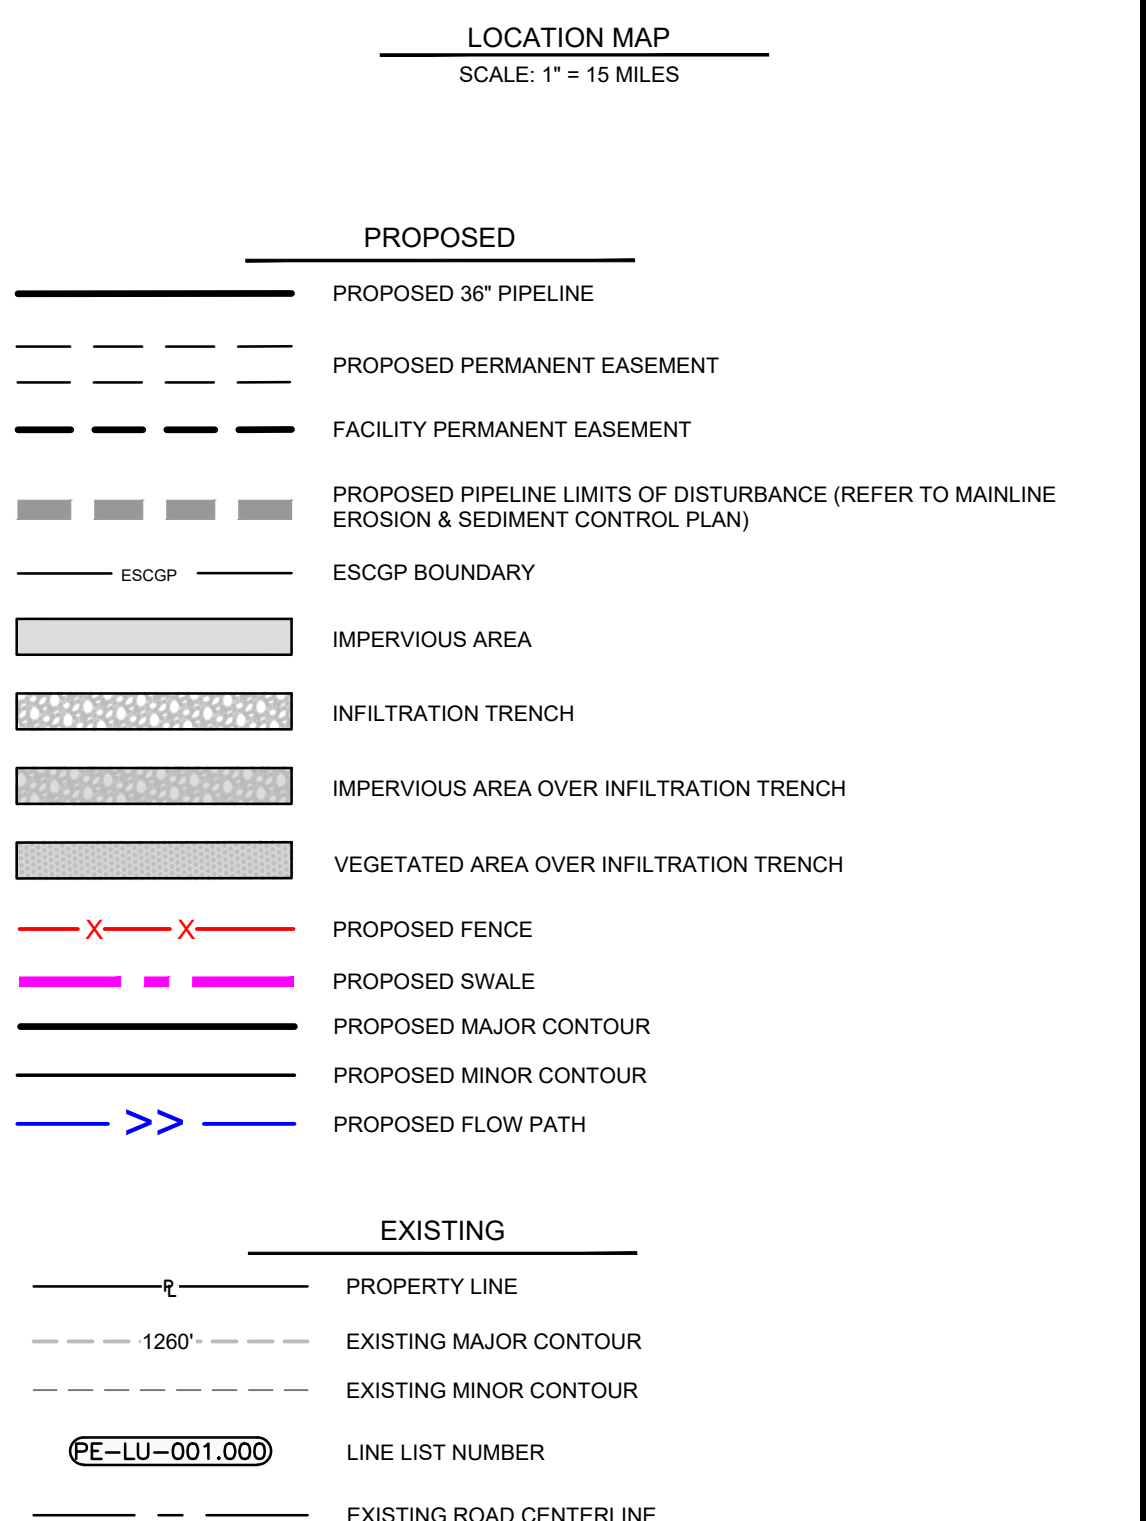 LOCATION MAP
SCALE: 1" = 15 MILES
PROPOSED
PROPOSED 36" PIPELINE
PROPOSED PERMANENT EASEMENT
FACILITY PERMANENT EASEMENT
PROPOSED PIPELINE LIMITS OF DISTURBANCE (REFER TO MAINLINE
EROSION & SEDIMENT CONTROL PLAN)
ESCGP ESCGP BOUNDARY
IMPERVIOUS AREA
INFILTRATION TRENCH
IMPERVIOUS AREA OVER INFILTRATION TRENCH
VEGETATED AREA OVER INFILTRATION TRENCH
X X PROPOSED FENCE
PROPOSED SWALE
PROPOSED MAJOR CONTOUR
PROPOSED MINOR CONTOUR
>> PROPOSED FLOW PATH
EXISTING
PL PROPERTY LINE
1260' EXISTING MAJOR CONTOUR
EXISTING MINOR CONTOUR
PE-LU-001.000 LINE LIST NUMBER
EXISTING ROAD CENTERLINE